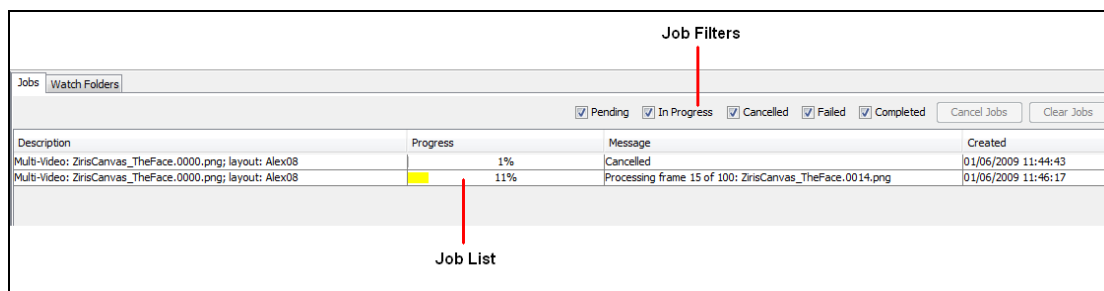 Job Filters
Jobs Watch Folders
Pending In Progress Cancelled Failed Completed Cancel Jobs Clear Jobs
Description Progress Message Created
Multi-Video: ZirisCanvas_TheFace.0000.png; layout: Alex08 1% Cancelled 01/06/2009 11:44:43
Multi-Video: ZirisCanvas_TheFace.0000.png; layout: Alex08 11% Processing frame 15 of 100: ZirisCanvas_TheFace.0014.png 01/06/2009 11:46:17
Job List